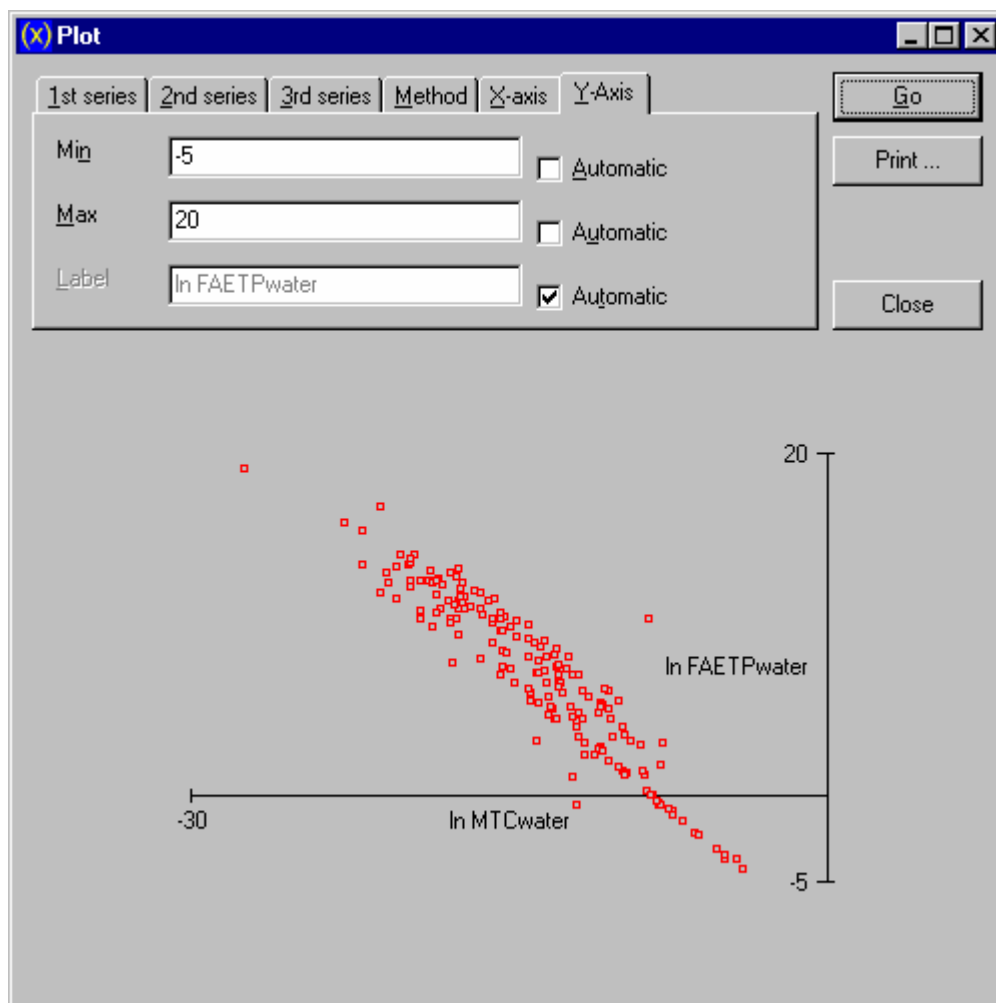 (x) Plot
1st series 2nd series 3rd series Method X-axis Y-Axis
Go
Min -5 Automatic
Print ...
Max 20 Automatic
Label ln FAETPwater Automatic
Close
20
ln FAETPwater
-30
ln MTCwater
-5